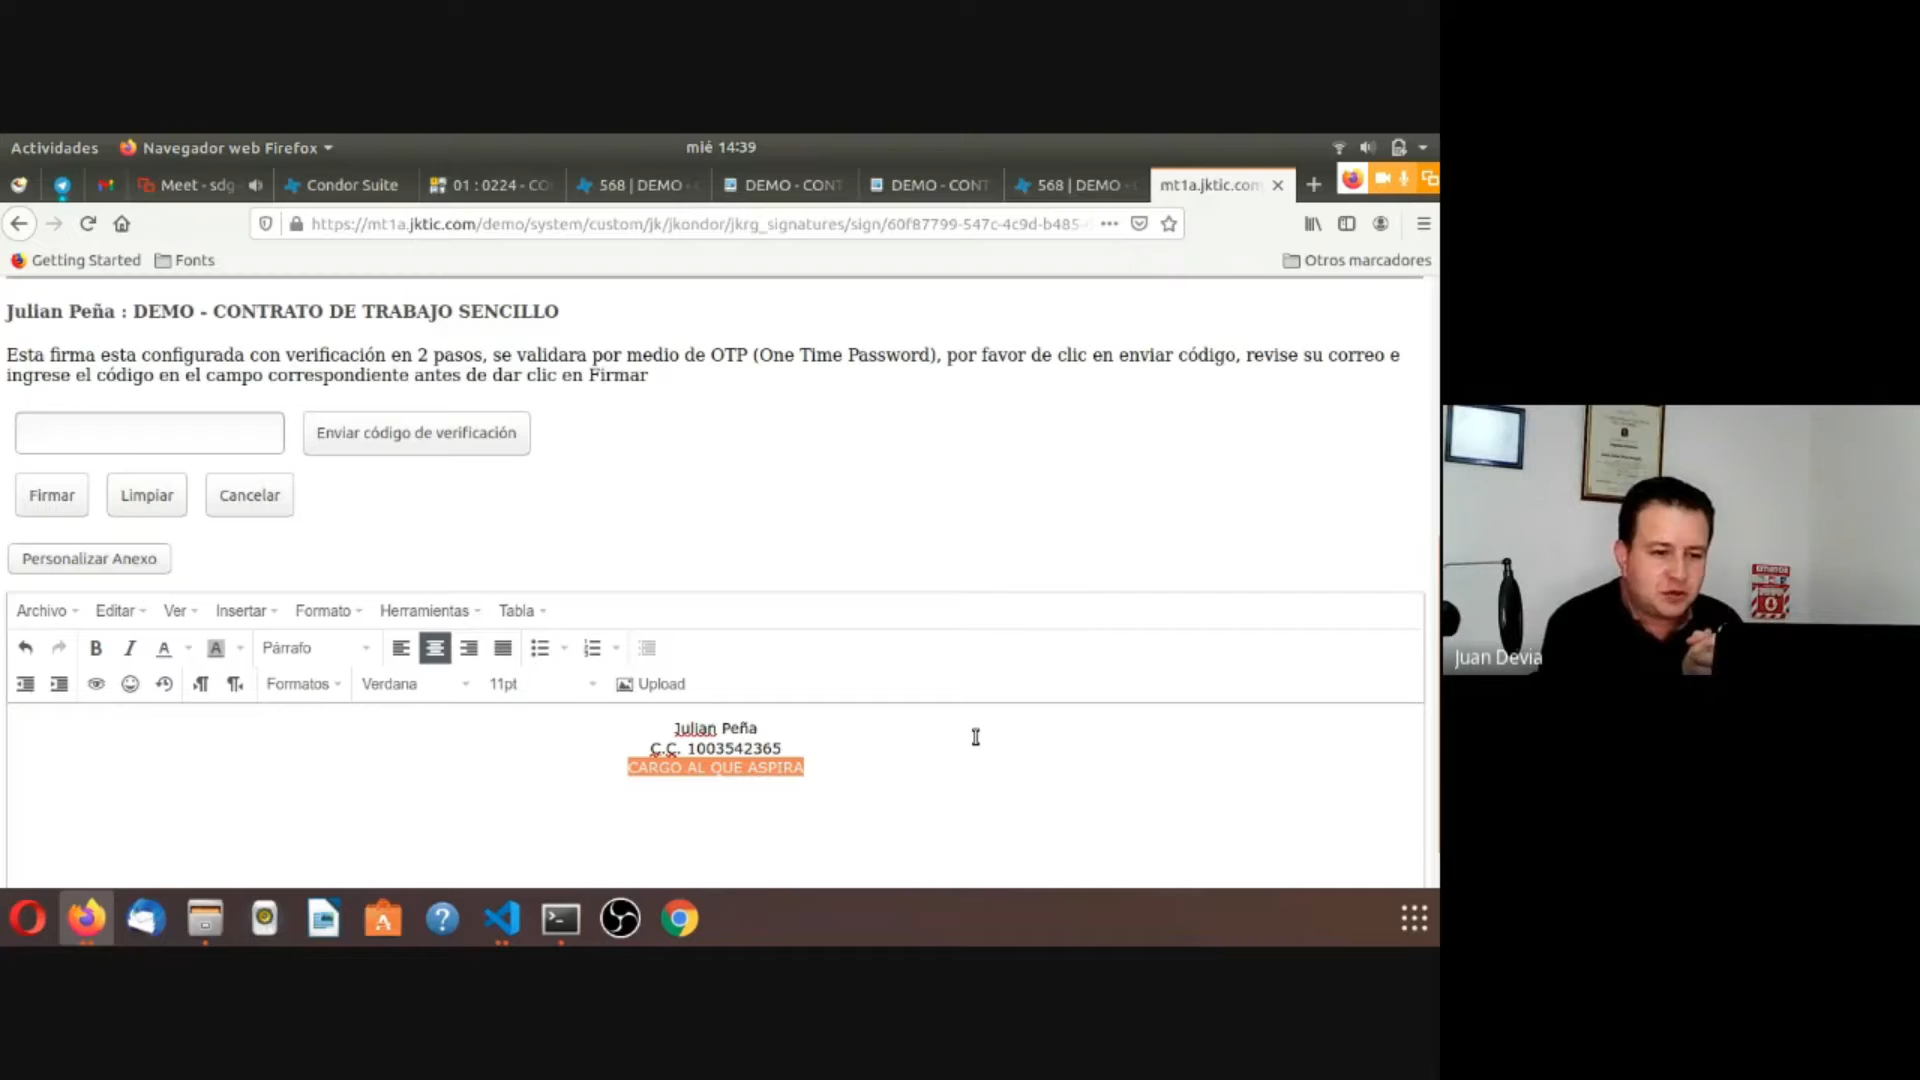 Actividades Navegador web Firefox mié 14:39
Meet - sdg Condor Suite 01 : 0224 - CO 568 | DEMO - DEMO - CONT DEMO - CONT 568 | DEMO - mt1a.jktic.com
https://mt1a.jktic.com/demo/system/custom/jk/jkondor/jkrg_signatures/sign/60f87799-547c-4c9d-b485-
Getting Started Fonts Otros marcadores
Julian Peña : DEMO - CONTRATO DE TRABAJO SENCILLO
Esta firma esta configurada con verificación en 2 pasos, se validara por medio de OTP (One Time Password), por favor de clic en enviar código, revise su correo e
ingrese el código en el campo correspondiente antes de dar clic en Firmar
Enviar código de verificación
Firmar Limpiar Cancelar
Personalizar Anexo
Archivo Editar Ver Insertar Formato Herramientas Tabla
Párrafo
Formatos Verdana 11pt Upload
Julian Peña
C.C. 1003542365
CARGO AL QUE ASPIRA
Juan Devia